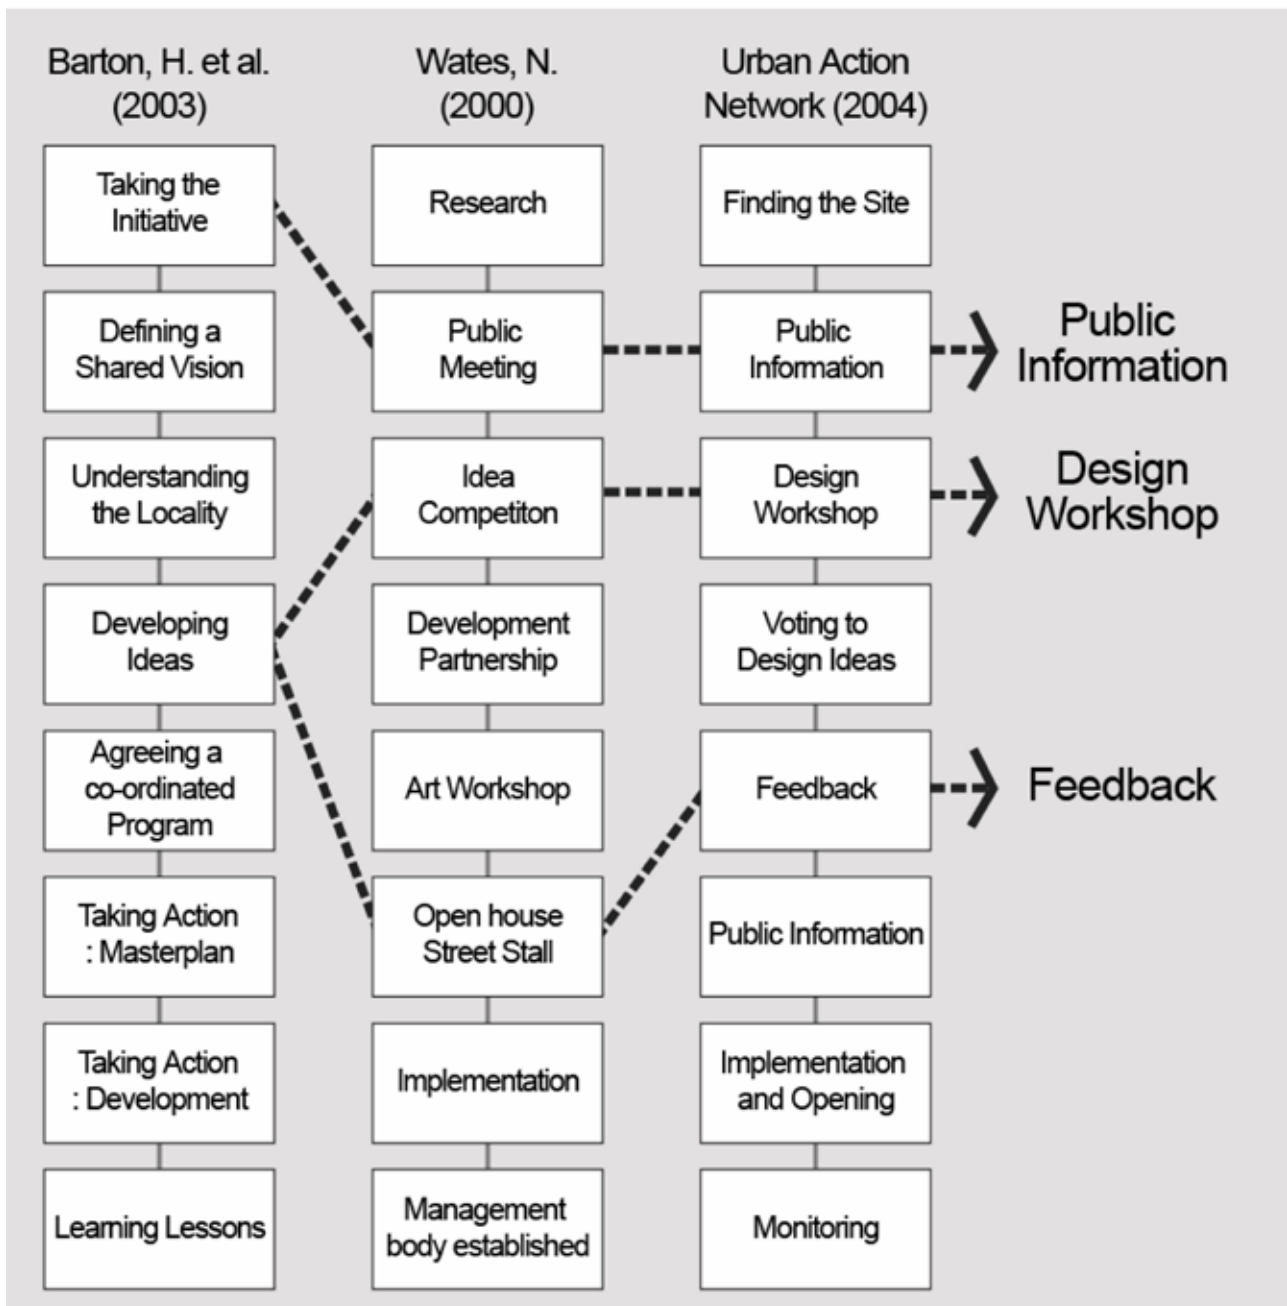 Barton, H. et al.
(2003)
Taking the
Initiative
Defining a
Shared Vision
Understanding
the Locality
Developing
Ideas
Agreeing a
co-ordinated
Program
Taking Action
: Masterplan
Taking Action
: Development
Learning Lessons
Wates, N.
(2000)
Research
Public
Meeting
Idea
Competiton
Development
Partnership
Art Workshop
Open house
Street Stall
Implementation
Management
body established
Urban Action
Network (2004)
Finding the Site
Public
Information
Design
Workshop
Voting to
Design Ideas
Feedback
Public Information
Implementation
and Opening
Monitoring
Public
Information
Design
Workshop
Feedback